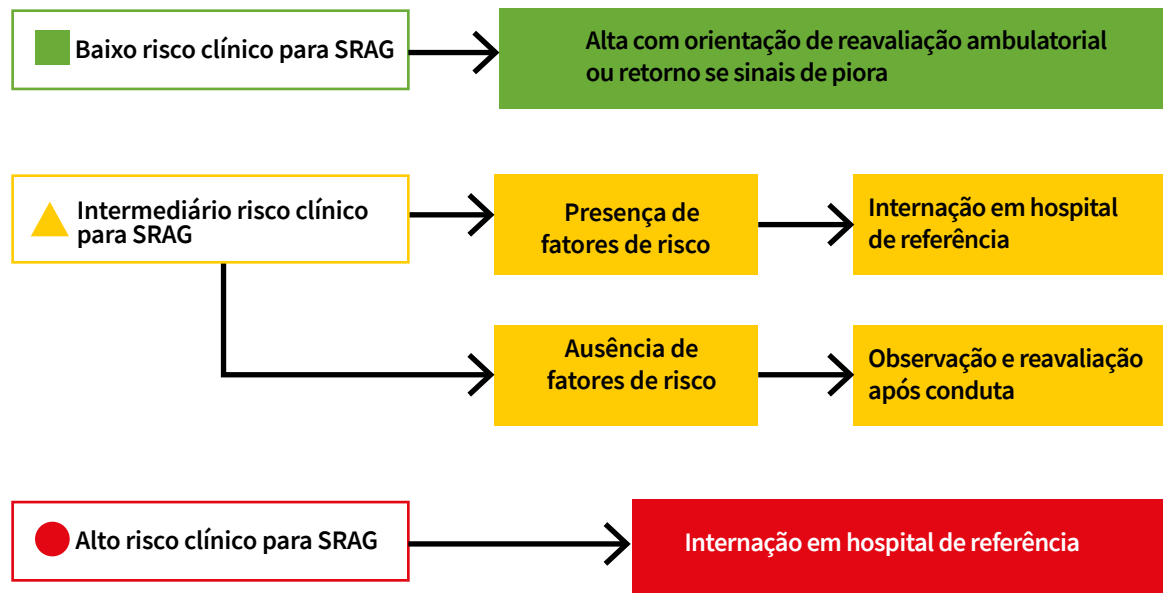 Baixo risco clínico para SRAG
Alta com orientação de reavaliação ambulatorial
ou retorno se sinais de piora
Intermediário risco clínico
para SRAG
Presença de
fatores de risco
Internação em hospital
de referência
Ausência de
fatores de risco
Observação e reavaliação
após conduta
Alto risco clínico para SRAG
Internação em hospital de referência